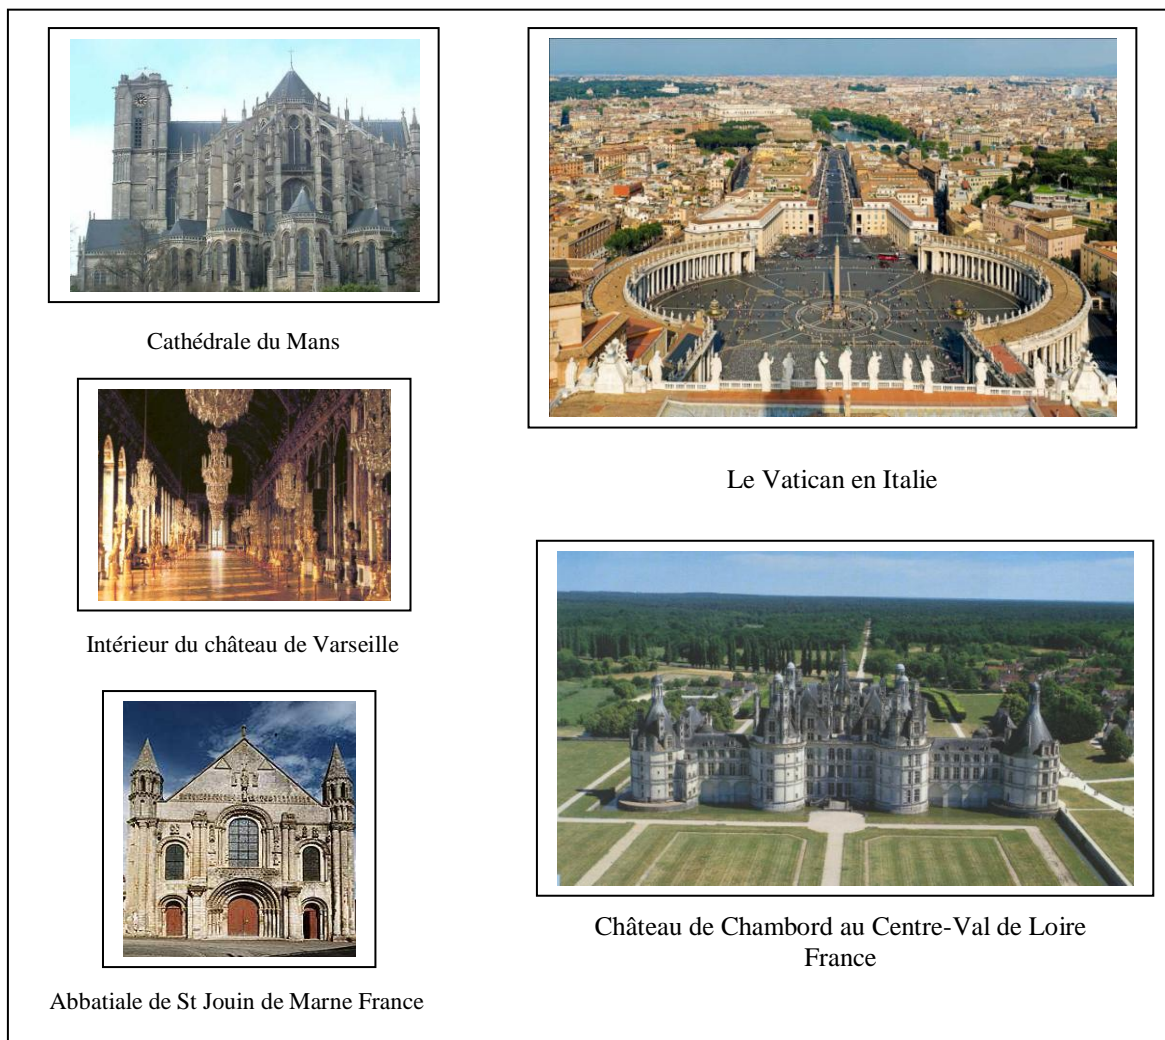 Cathédrale du Mans
Le Vatican en Italie
Intérieur du château de Varseille
Château de Chambord au Centre-Val de Loire
France
Abbatiale de St Jouin de Marne France